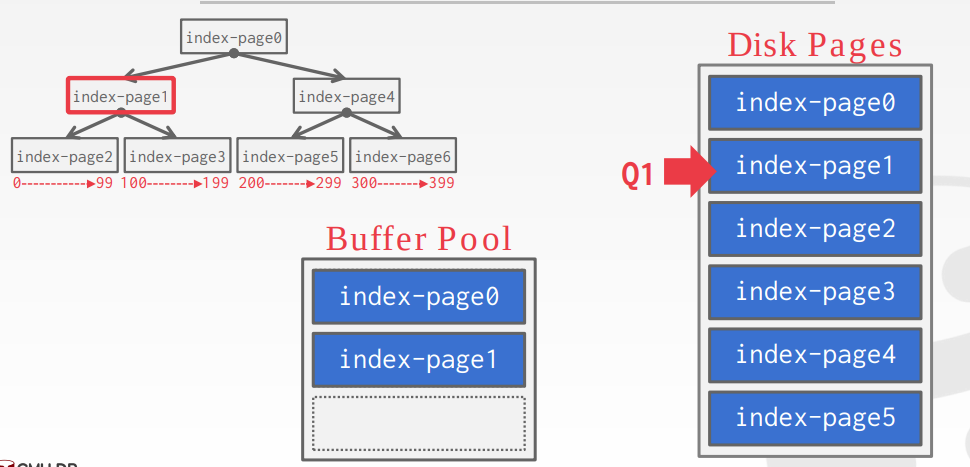 index-page0
index-page1 index-page4
index-page2 index-page3 index-page5 index-page6
0 99 100 199 200 299 300 399
Buffer Pool
index-page0
index-page1
Disk Pages
index-page0
Q1 index-page1
index-page2
index-page3
index-page4
index-page5